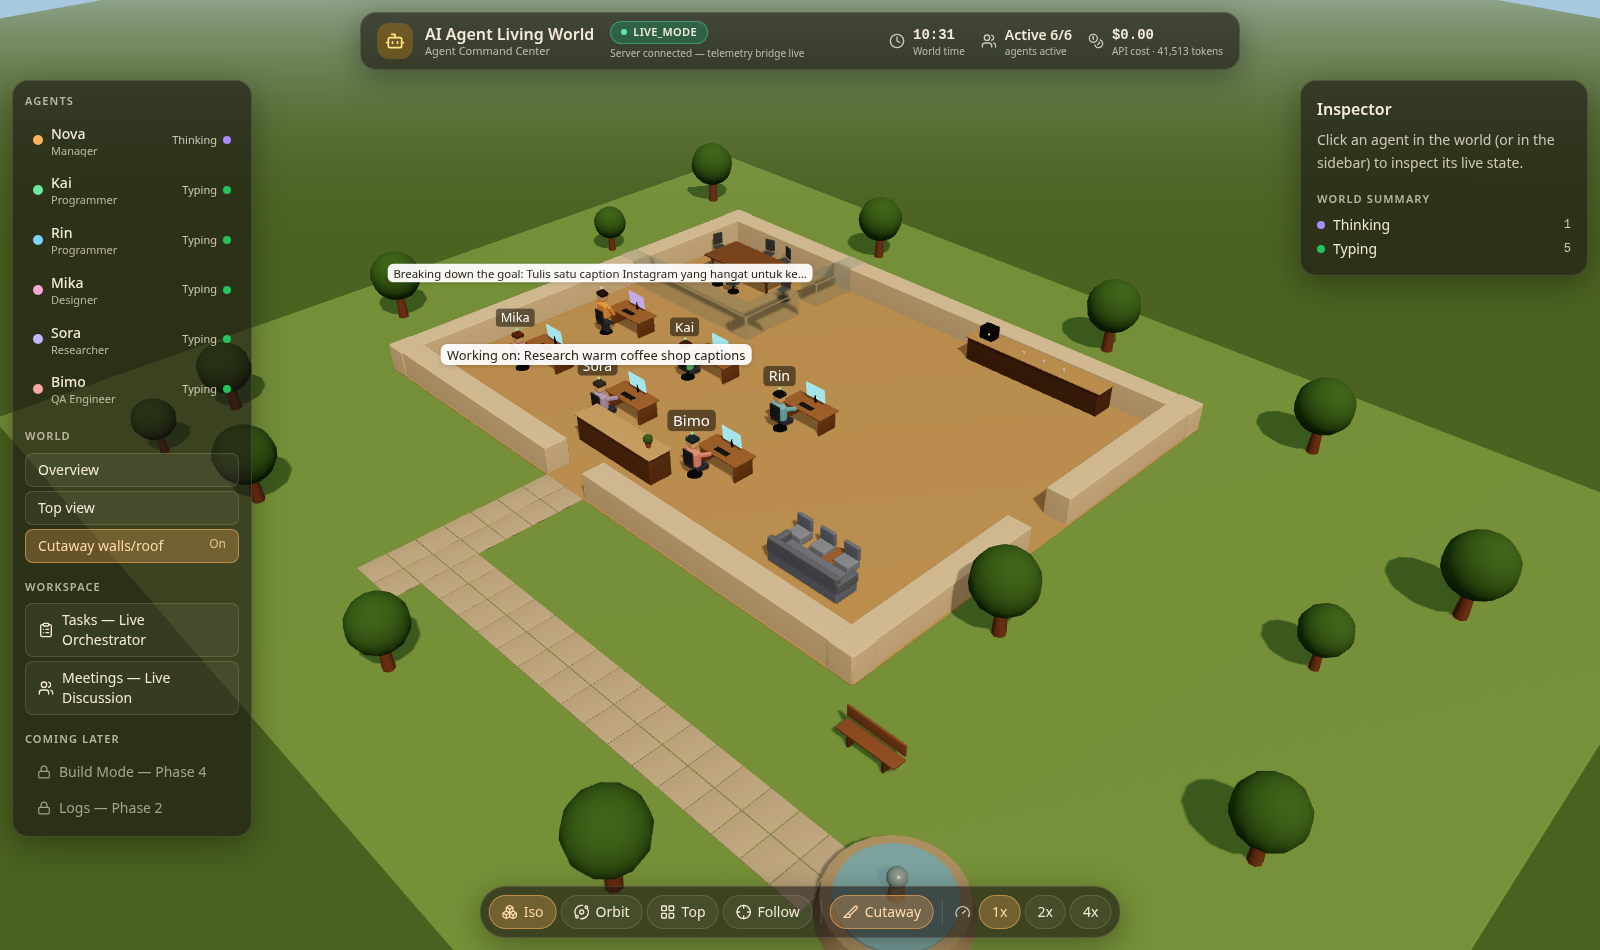 AI Agent Living World
Agent Command Center
LIVE_MODE
Server connected — telemetry bridge live
10:31
World time
Active 6/6
agents active
$0.00
API cost · 41,513 tokens
AGENTS
Nova
Manager
Thinking
Kai
Programmer
Typing
Rin
Programmer
Typing
Mika
Designer
Typing
Sora
Researcher
Typing
Bimo
QA Engineer
Typing
WORLD
Overview
Top view
Cutaway walls/roof On
WORKSPACE
Tasks — Live
Orchestrator
Meetings — Live
Discussion
COMING LATER
Build Mode — Phase 4
Logs — Phase 2
Breaking down the goal: Tulis satu caption Instagram yang hangat untuk ke...
Mika
Kai
Working on: Research warm coffee shop captions
Sora
Rin
Bimo
Inspector
Click an agent in the world (or in the
sidebar) to inspect its live state.
WORLD SUMMARY
Thinking 1
Typing 5
Iso
Orbit
Top
Follow
Cutaway
1x
2x
4x